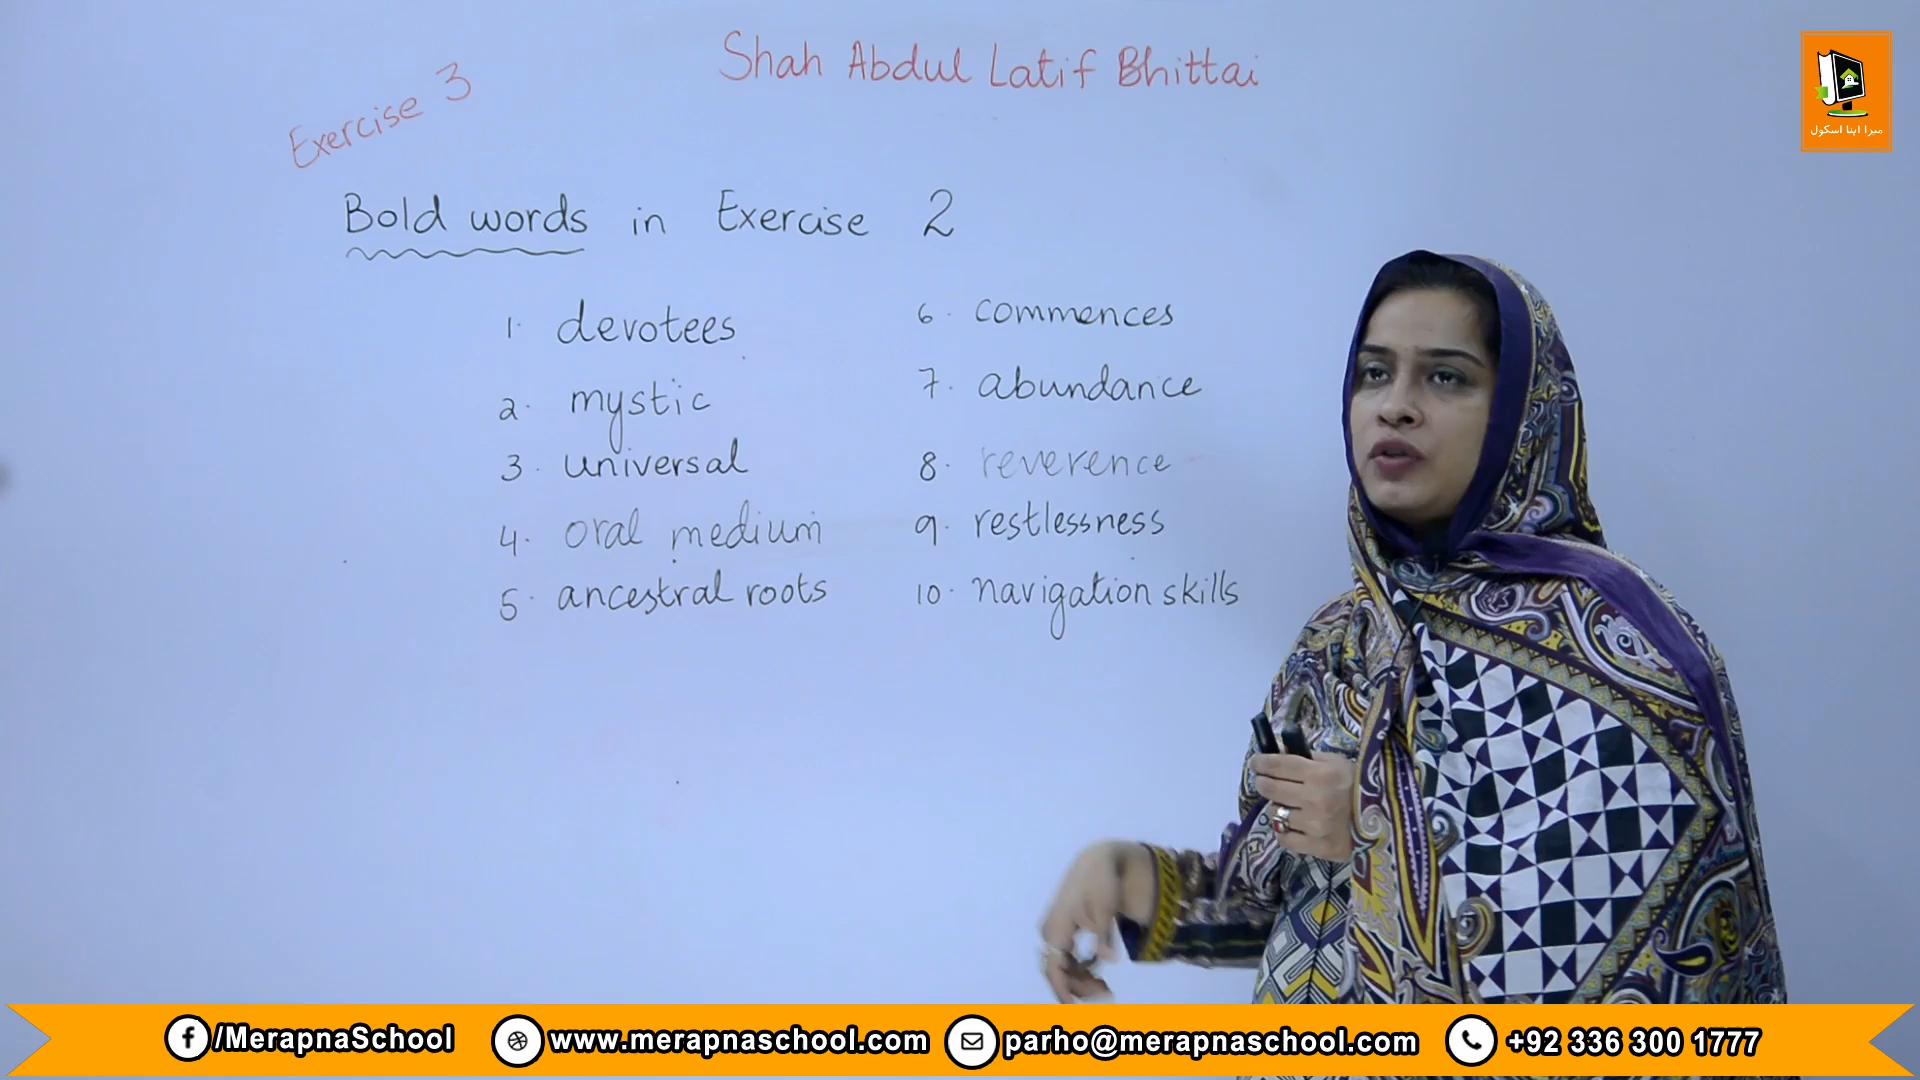 Shah Abdul Latif Bhittai
Exercise 3
Bold words in Exercise 2
1. devotees
2. mystic
3. universal
4. oral medium
5. ancestral roots
6. commences
7. abundance
8. reverence
9. restlessness
10. navigation skills
میرا اپنا اسکول
/MerapnaSchool
www.merapnaschool.com
parho@merapnaschool.com
+92 336 300 1777